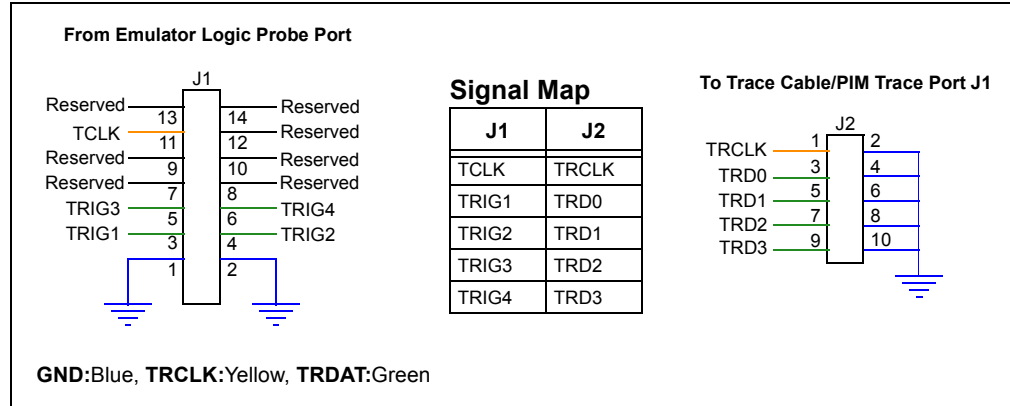 From Emulator Logic Probe Port
J1
Reserved 13 14 Reserved
TCLK 11 12 Reserved
Reserved 9 10 Reserved
Reserved 7 8 Reserved
TRIG3 5 6 TRIG4
TRIG1 3 4 TRIG2
1 2
Signal Map
J1 J2
TCLK TRCLK
TRIG1 TRD0
TRIG2 TRD1
TRIG3 TRD2
TRIG4 TRD3
To Trace Cable/PIM Trace Port J1
J2
TRCLK 1 2
TRD0 3 4
TRD1 5 6
TRD2 7 8
TRD3 9 10
GND:Blue, TRCLK:Yellow, TRDAT:Green